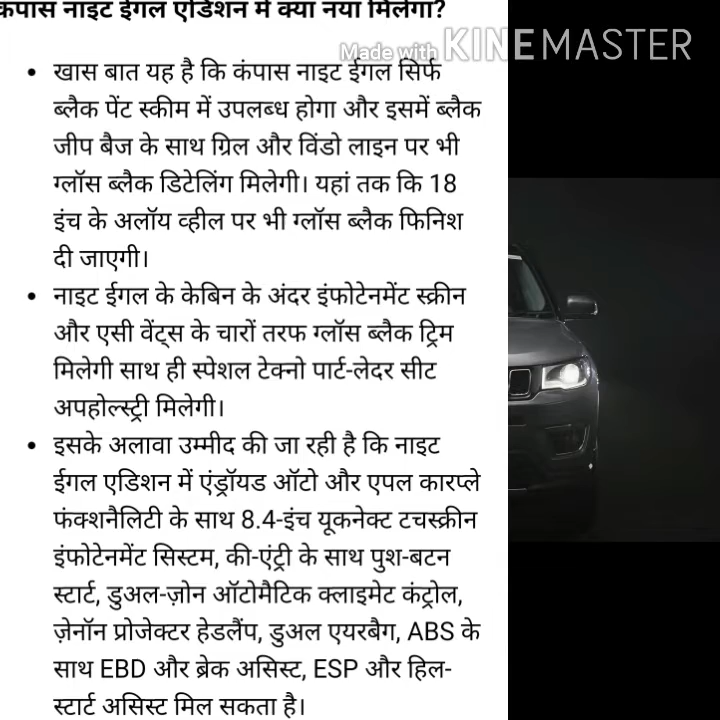 कंपास नाइट ईगल एडिशन में क्या नया मिलेगा?
Made with KINEMASTER
खास बात यह है कि कंपास नाइट ईगल सिर्फ
ब्लैक पेंट स्कीम में उपलब्ध होगा और इसमें ब्लैक
जीप बैज के साथ ग्रिल और विंडो लाइन पर भी
ग्लॉस ब्लैक डिटेलिंग मिलेगी। यहां तक कि 18
इंच के अलॉय व्हील पर भी ग्लॉस ब्लैक फिनिश
दी जाएगी।
नाइट ईगल के केबिन के अंदर इंफोटेनमेंट स्क्रीन
और एसी वेंट्स के चारों तरफ ग्लॉस ब्लैक ट्रिम
मिलेगी साथ ही स्पेशल टेक्नो पार्ट-लेदर सीट
अपहोल्स्ट्री मिलेगी।
इसके अलावा उम्मीद की जा रही है कि नाइट
ईगल एडिशन में एंड्रॉयड ऑटो और एपल कारप्ले
फंक्शनैलिटी के साथ 8.4-इंच यूकनेक्ट टचस्क्रीन
इंफोटेनमेंट सिस्टम, की-एंट्री के साथ पुश-बटन
स्टार्ट, डुअल-ज़ोन ऑटोमैटिक क्लाइमेट कंट्रोल,
ज़ेनॉन प्रोजेक्टर हेडलैंप, डुअल एयरबैग, ABS के
साथ EBD और ब्रेक असिस्ट, ESP और हिल-
स्टार्ट असिस्ट मिल सकता है।